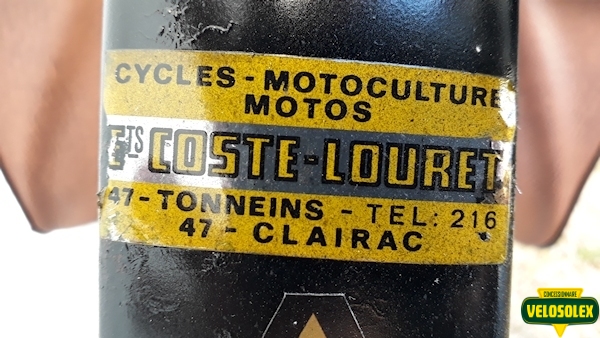 CYCLES - MOTOCULTURE
MOTOS
ETS COSTE-LOURET
47 - TONNEINS - TEL: 216
47 - CLAIRAC
CONCESSIONNAIRE
VELOSOLEX